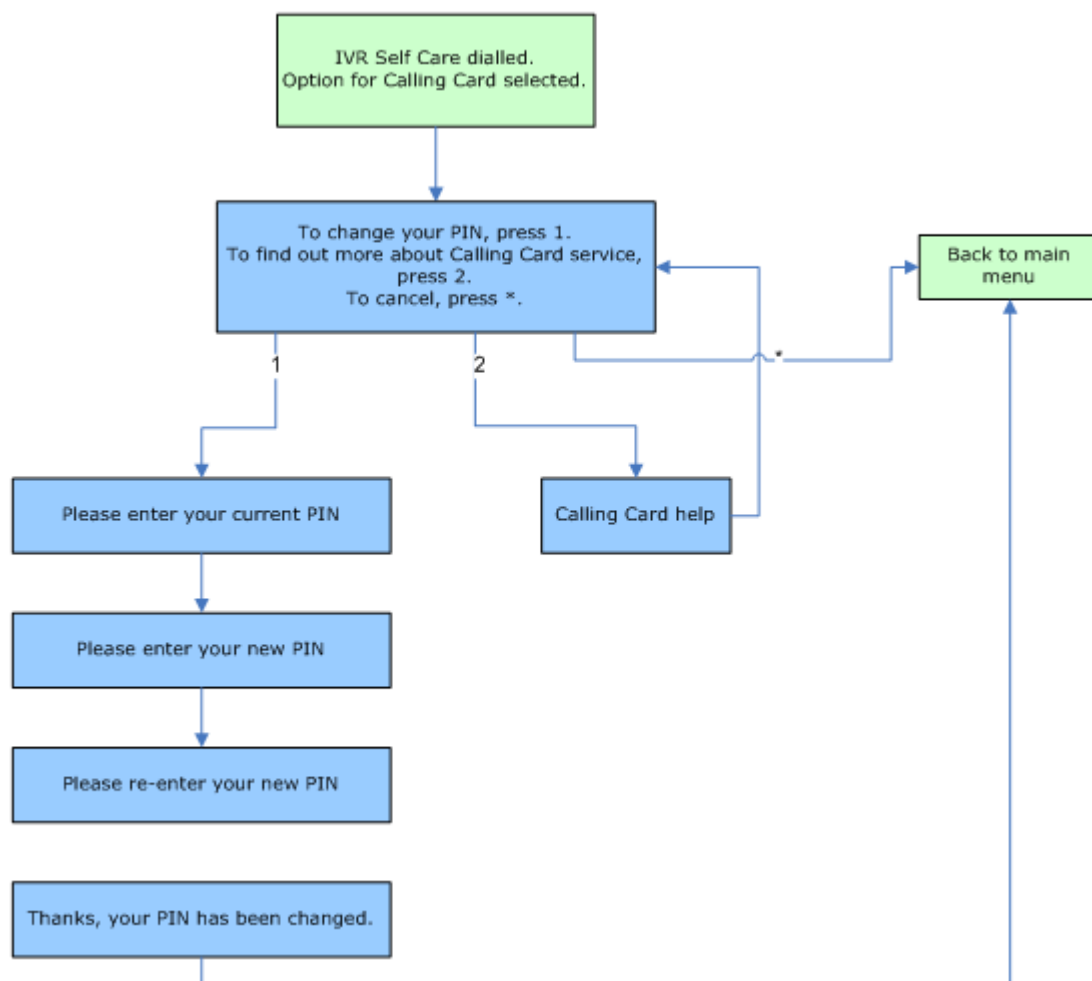 IVR Self Care dialled.
Option for Calling Card selected.
To change your PIN, press 1.
To find out more about Calling Card service,
press 2.
To cancel, press *.
Back to main
menu
1
2
*
Please enter your current PIN
Calling Card help
Please enter your new PIN
Please re-enter your new PIN
Thanks, your PIN has been changed.